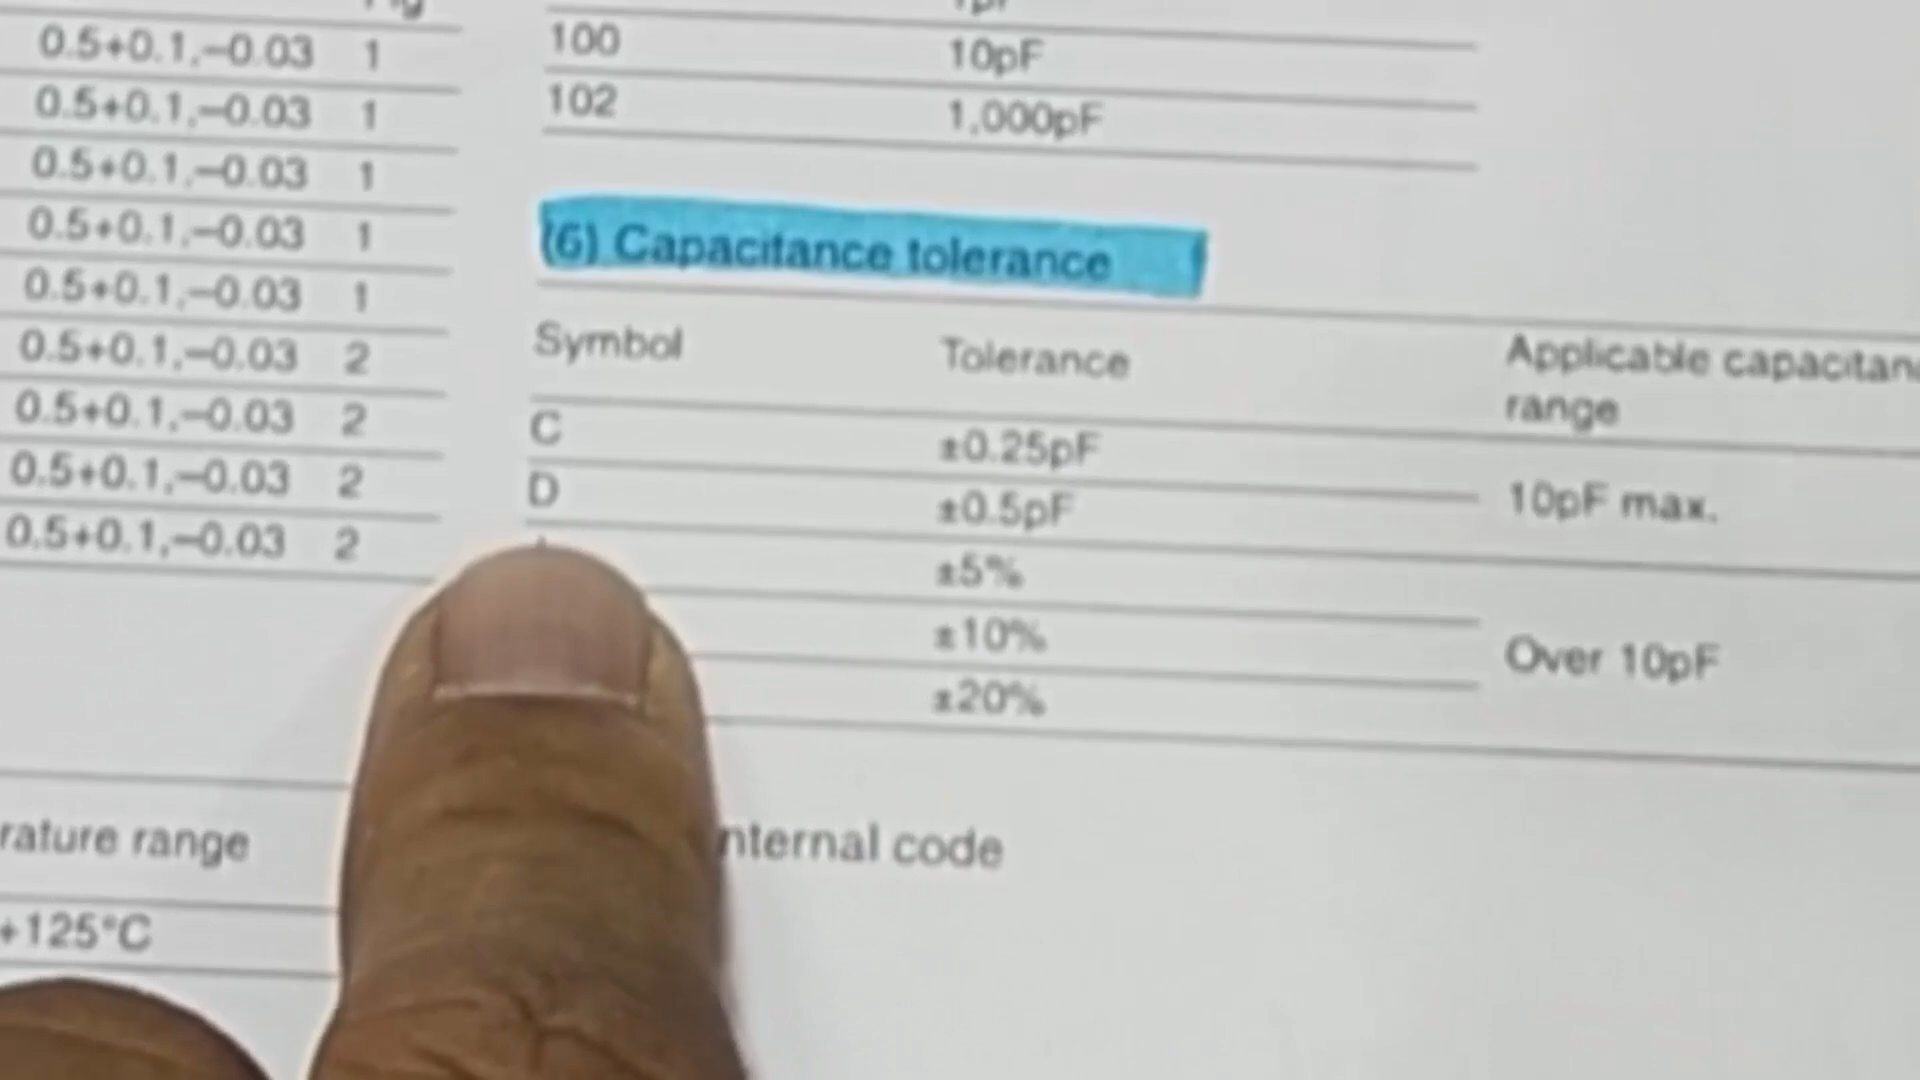 0.5+0.1,−0.03 1
0.5+0.1,−0.03 1
0.5+0.1,−0.03 1
0.5+0.1,−0.03 1
0.5+0.1,−0.03 1
0.5+0.1,−0.03 2
0.5+0.1,−0.03 2
0.5+0.1,−0.03 2
0.5+0.1,−0.03 2
rature range
+125°C
100 10pF
102 1,000pF
(6) Capacitance tolerance
Symbol Tolerance Applicable capacitan
range
C ±0.25pF
10pF max.
D ±0.5pF
±5%
±10%
Over 10pF
±20%
nternal code